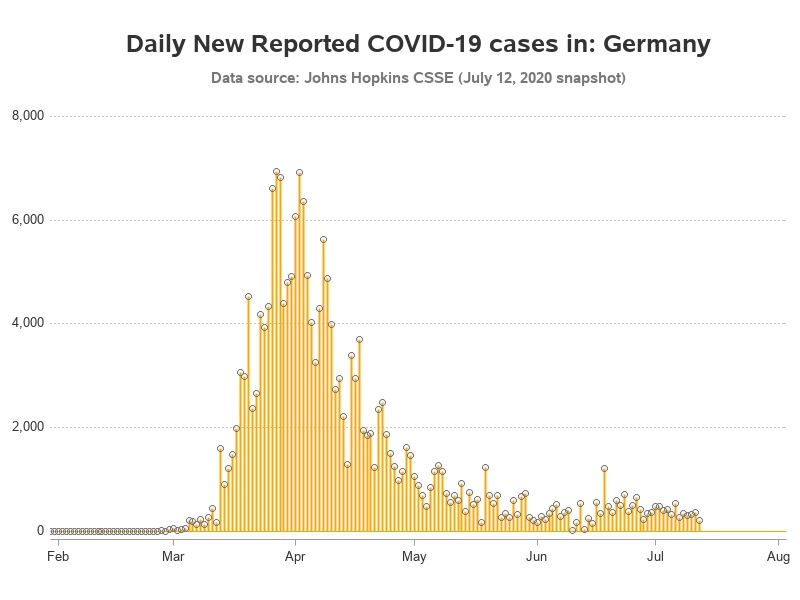 Daily New Reported COVID-19 cases in: Germany
Data source: Johns Hopkins CSSE (July 12, 2020 snapshot)
8,000
6,000
4,000
2,000
0
Feb Mar Apr May Jun Jul Aug